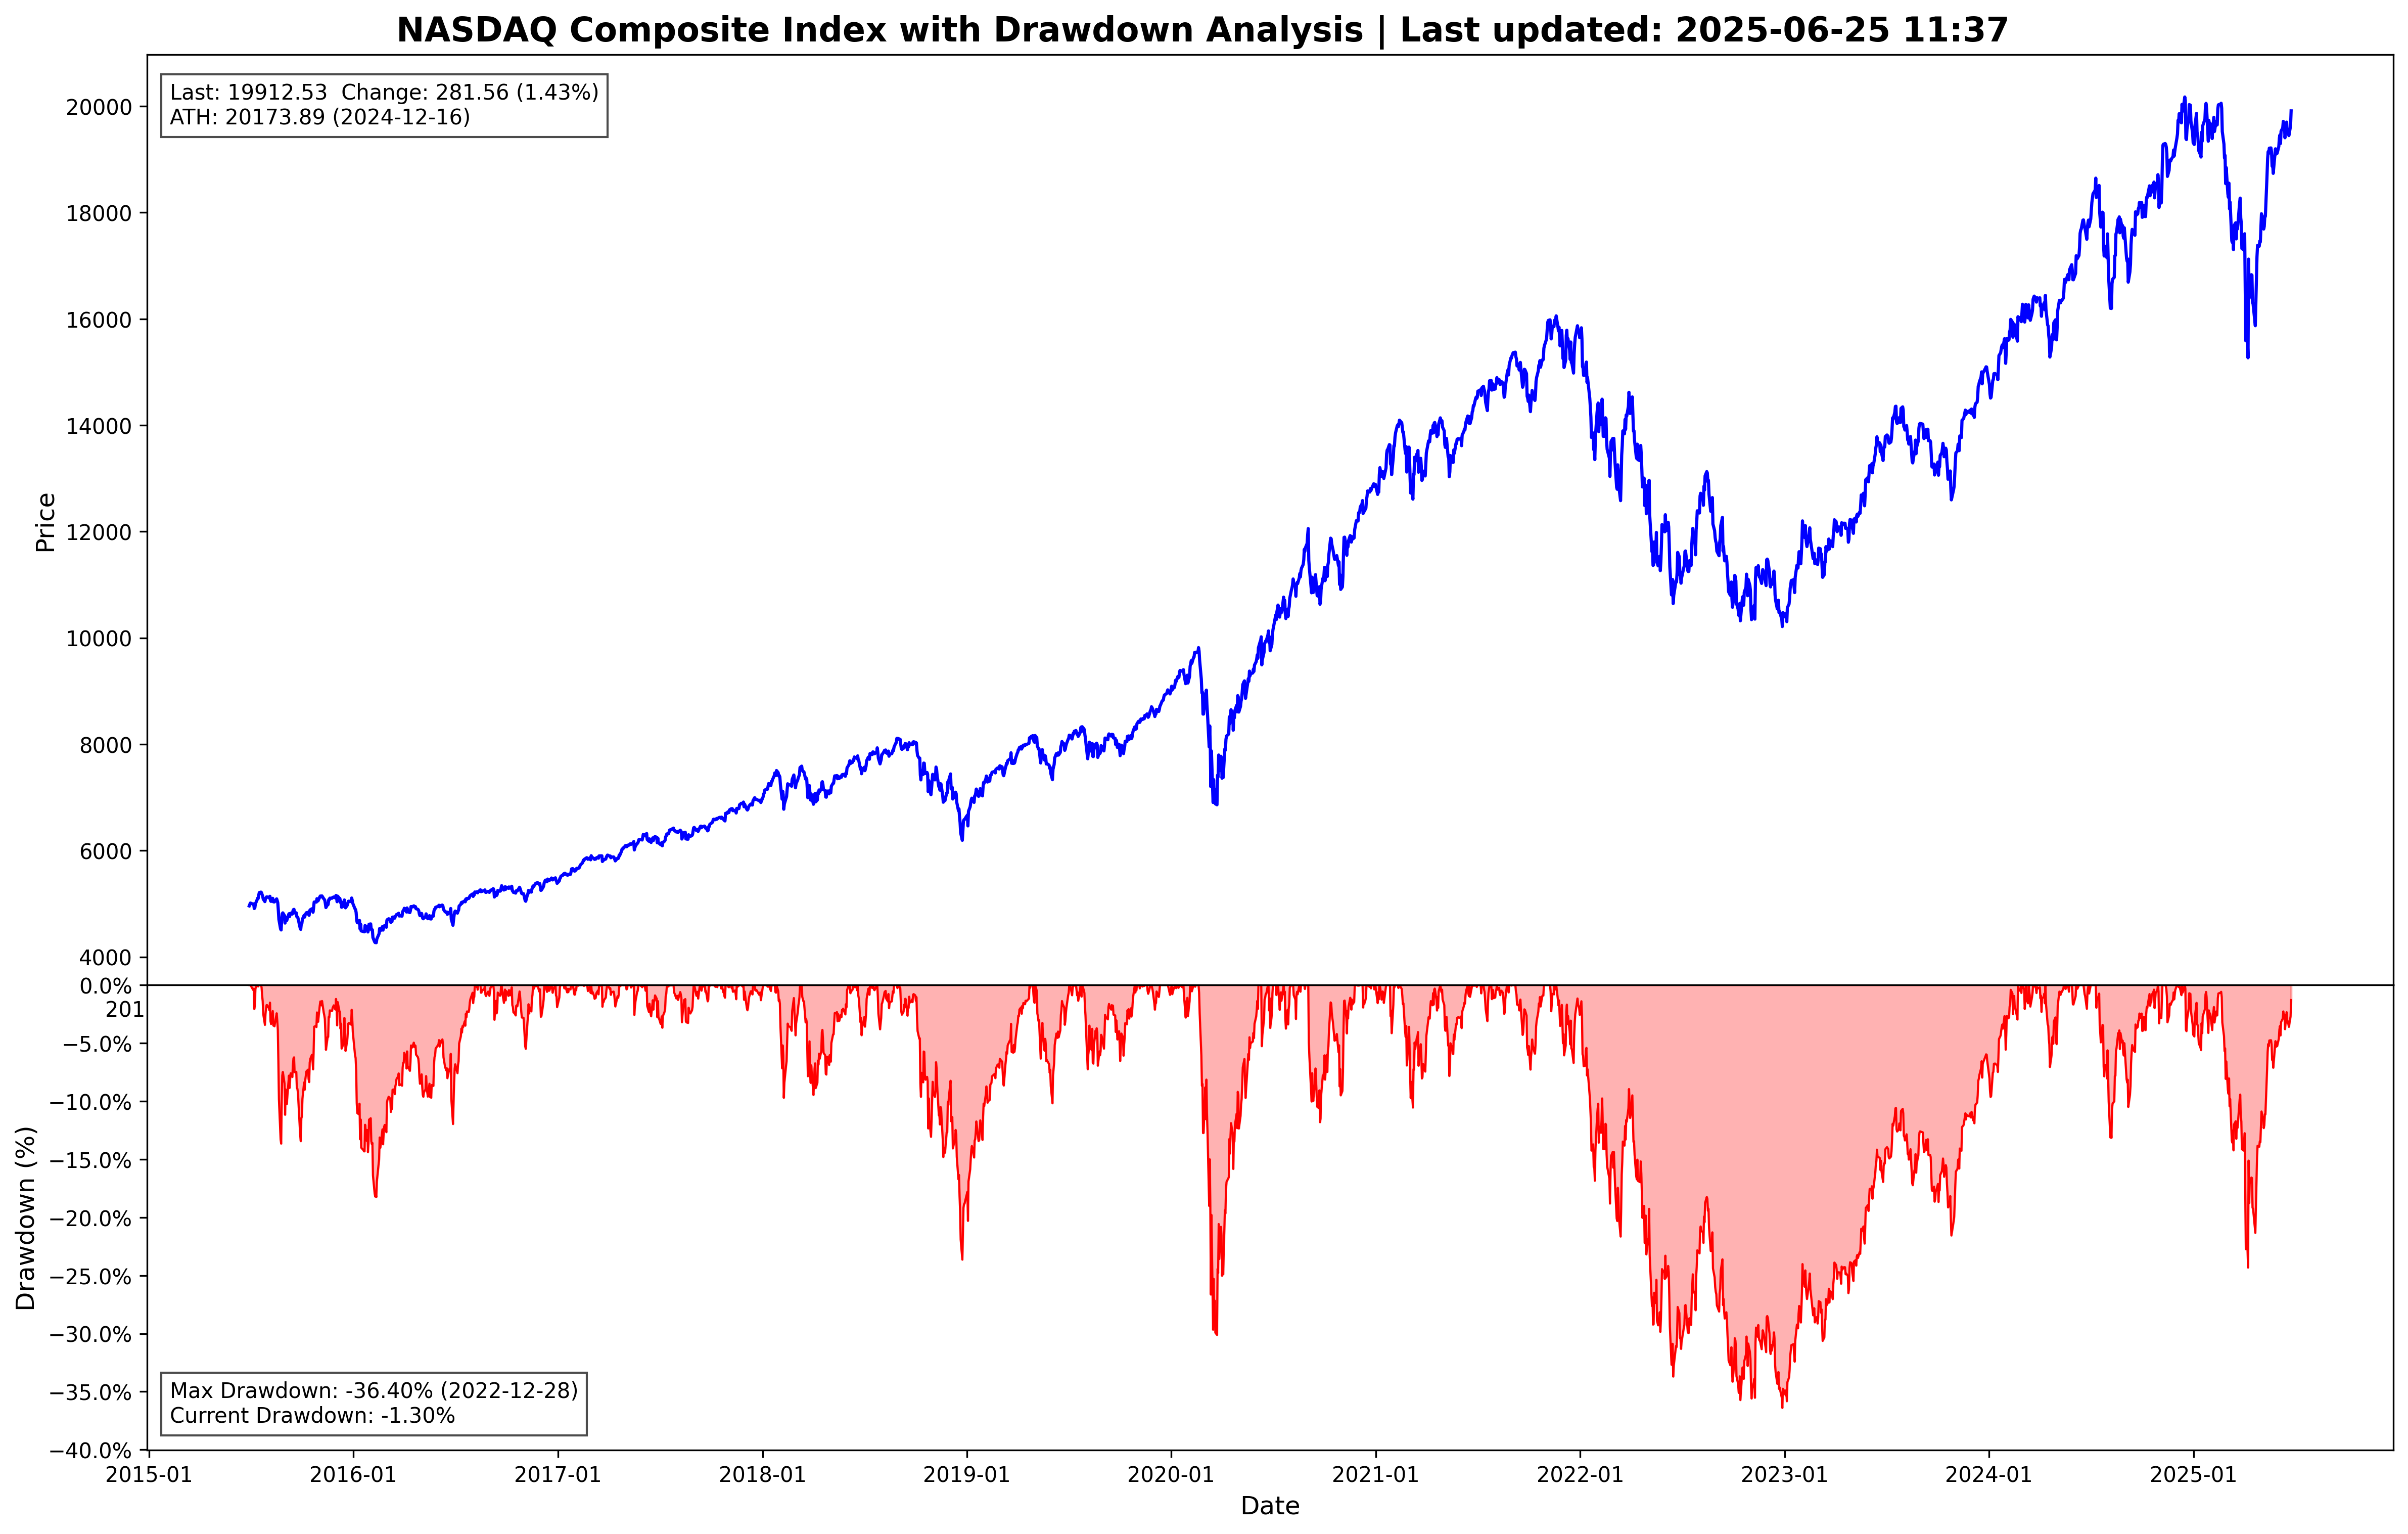 NASDAQ Composite Index with Drawdown Analysis | Last updated: 2025-06-25 11:37
Last: 19912.53  Change: 281.56 (1.43%)
ATH: 20173.89 (2024-12-16)
Price
20000
18000
16000
14000
12000
10000
8000
6000
4000
Drawdown (%)
0.0%
201
−5.0%
−10.0%
−15.0%
−20.0%
−25.0%
−30.0%
−35.0%
−40.0%
Max Drawdown: -36.40% (2022-12-28)
Current Drawdown: -1.30%
2015-01 2016-01 2017-01 2018-01 2019-01 2020-01 2021-01 2022-01 2023-01 2024-01 2025-01
Date